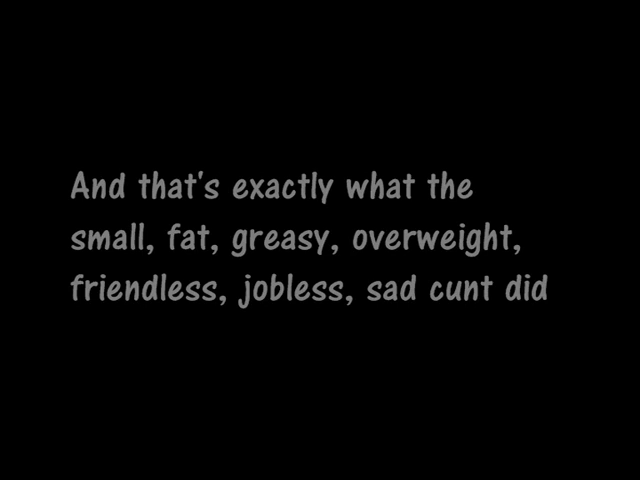 And that's exactly what the
small, fat, greasy, overweight,
friendless, jobless, sad cunt did